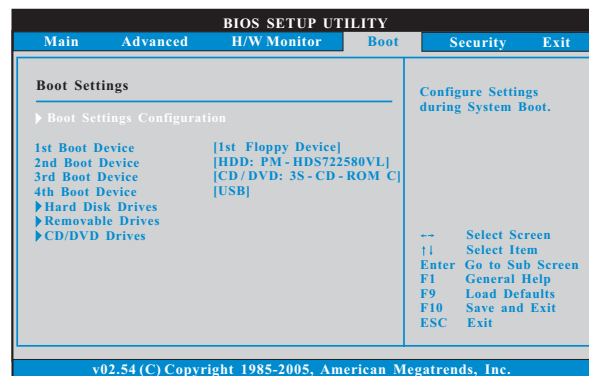 BIOS SETUP UTILITY
Main Advanced H/W Monitor Boot Security Exit
Boot Settings
Boot Settings Configuration
1st Boot Device [1st Floppy Device]
2nd Boot Device [HDD: PM-HDS722580VL]
3rd Boot Device [CD/DVD: 3S-CD-ROM C]
4th Boot Device [USB]
Hard Disk Drives
Removable Drives
CD/DVD Drives
Configure Settings
during System Boot.
←→ Select Screen
↑↓ Select Item
Enter Go to Sub Screen
F1 General Help
F9 Load Defaults
F10 Save and Exit
ESC Exit
v02.54 (C) Copyright 1985-2005, American Megatrends, Inc.